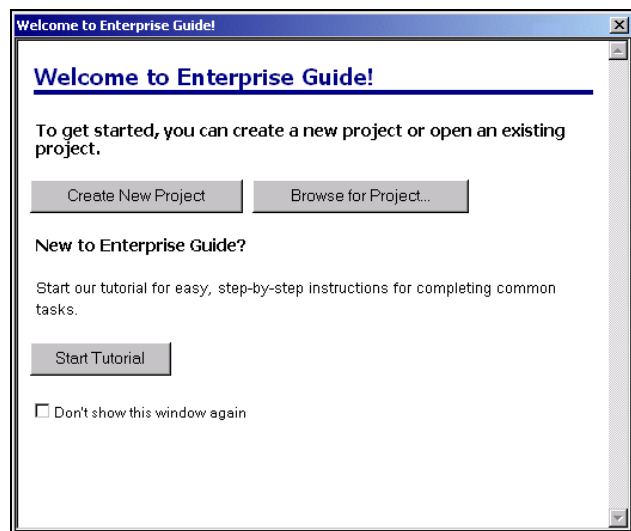 Welcome to Enterprise Guide!
Welcome to Enterprise Guide!
To get started, you can create a new project or open an existing
project.
Create New Project Browse for Project...
New to Enterprise Guide?
Start our tutorial for easy, step-by-step instructions for completing common
tasks.
Start Tutorial
Don't show this window again